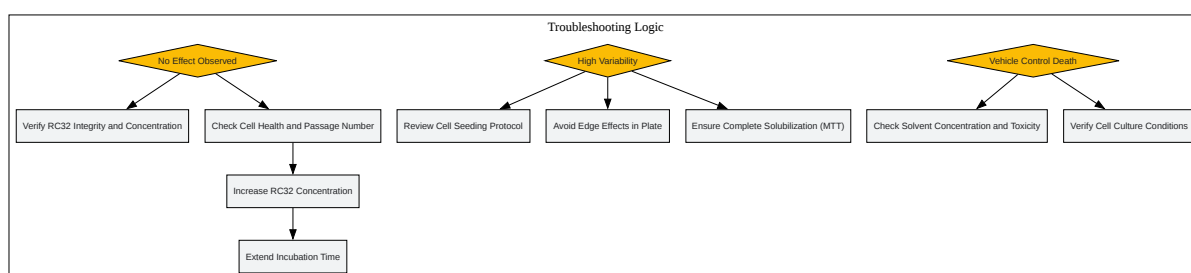 Troubleshooting Logic
No Effect Observed
High Variability
Vehicle Control Death
Verify RC32 Integrity and Concentration
Check Cell Health and Passage Number
Review Cell Seeding Protocol
Avoid Edge Effects in Plate
Ensure Complete Solubilization (MTT)
Check Solvent Concentration and Toxicity
Verify Cell Culture Conditions
Increase RC32 Concentration
Extend Incubation Time